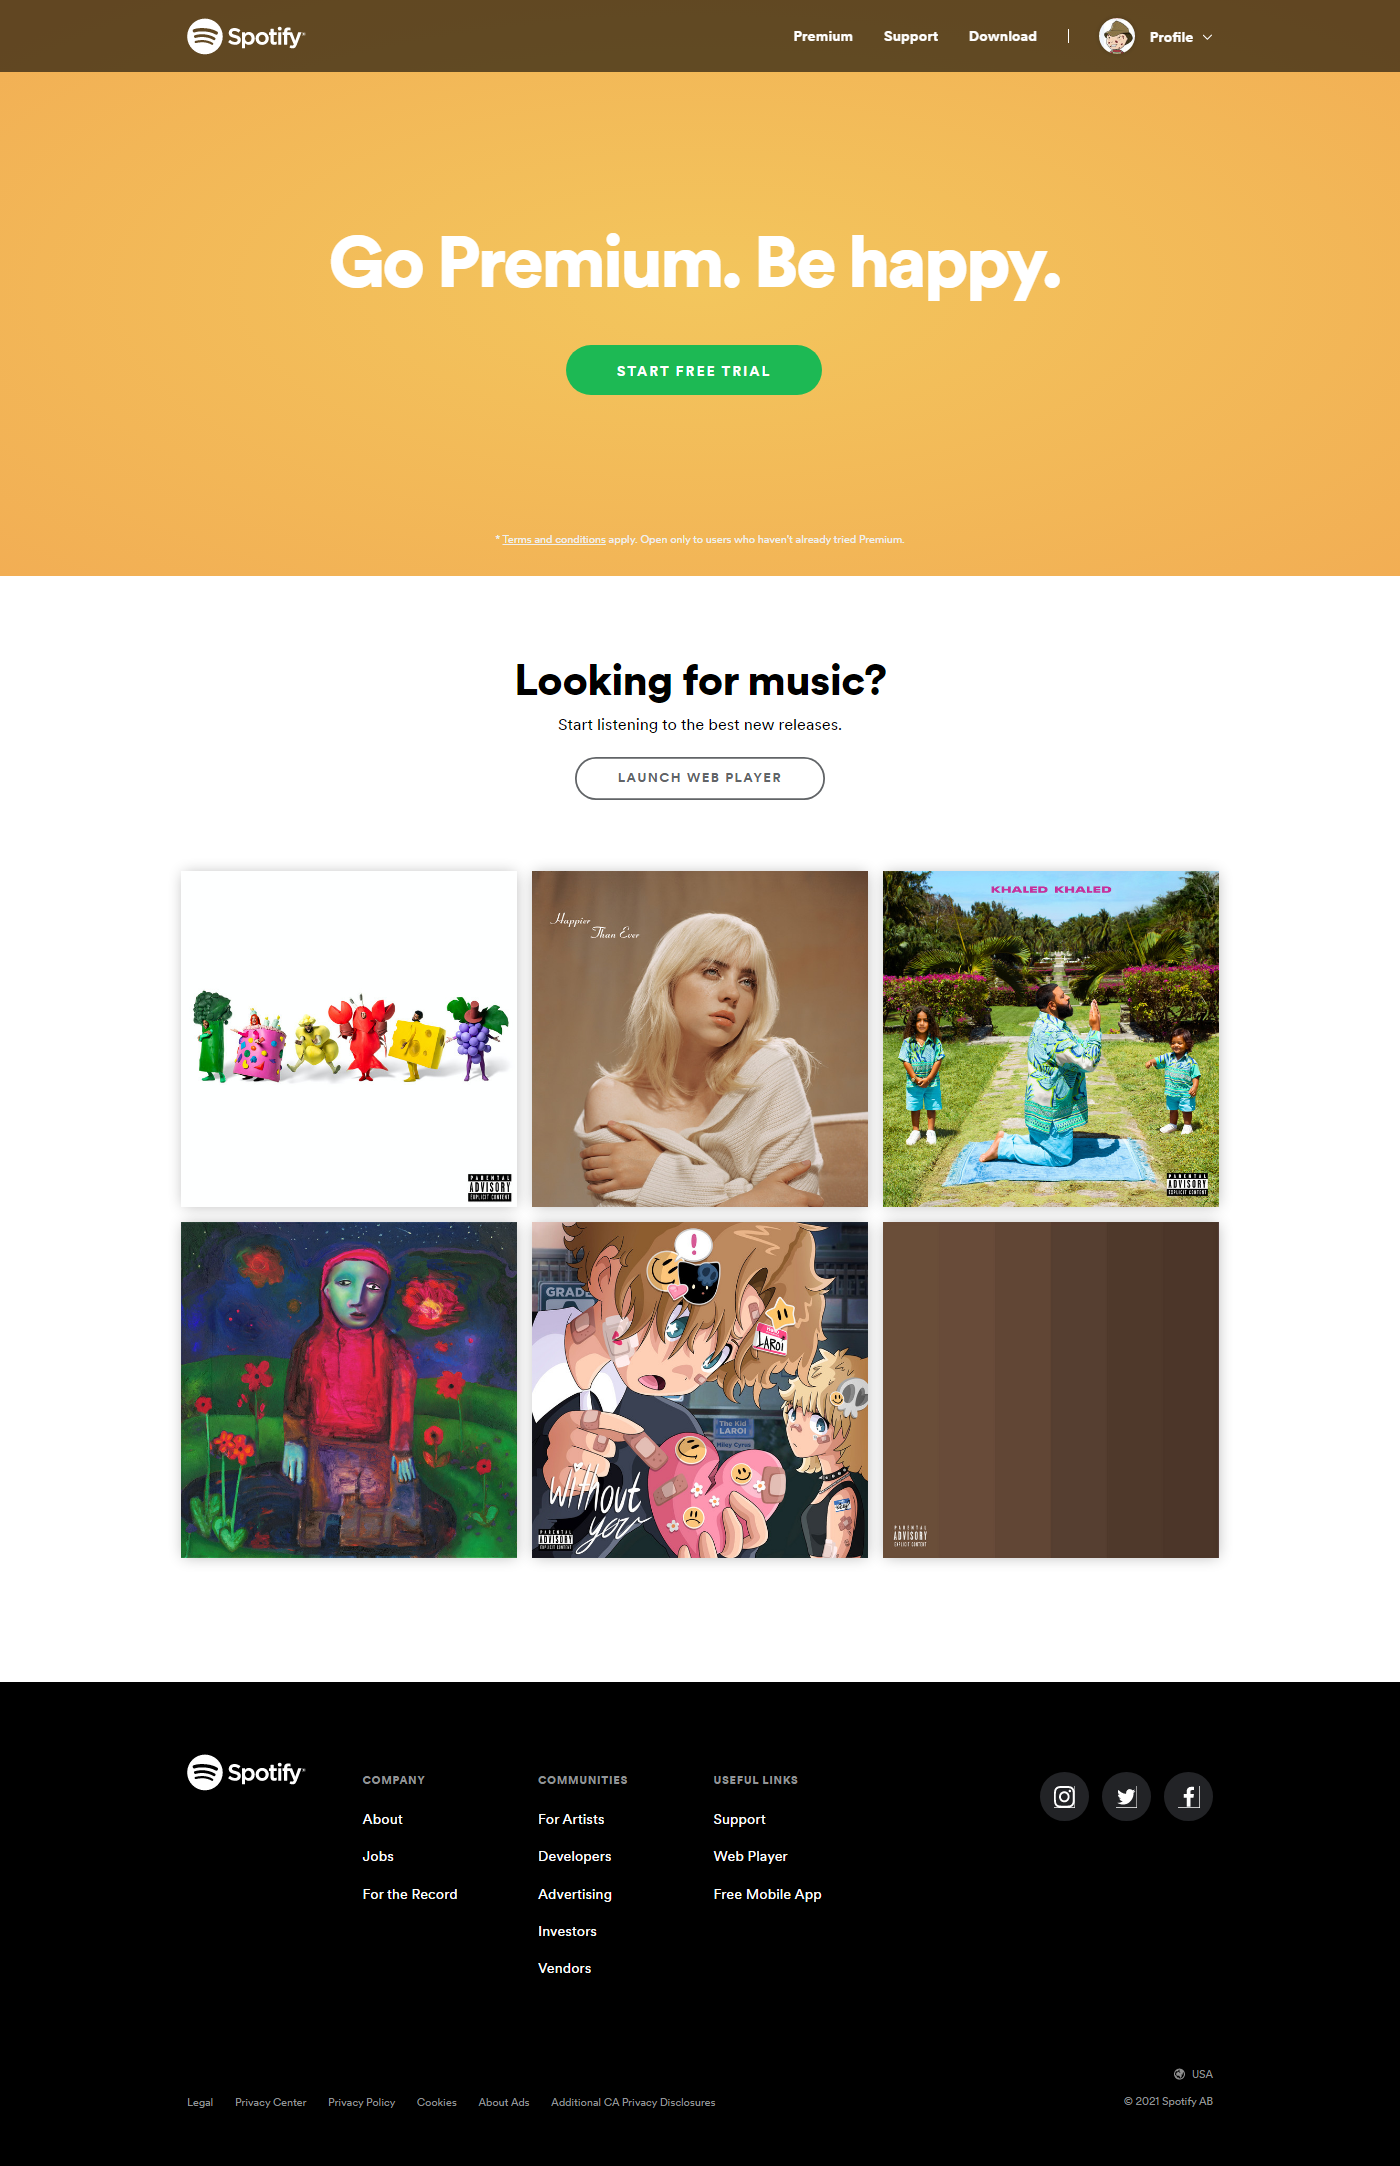 Spotify
Premium
Support
Download
Profile
Go Premium. Be happy.
START FREE TRIAL
* Terms and conditions apply. Open only to users who haven't already tried Premium.
Looking for music?
Start listening to the best new releases.
LAUNCH WEB PLAYER
PARENTAL
ADVISORY
EXPLICIT CONTENT
Happier
Than Ever
KHALED KHALED
PARENTAL
ADVISORY
EXPLICIT CONTENT
!
GRADE
LAROI
The Kid
LAROI
Miley Cyrus
without
you
PARENTAL
ADVISORY
EXPLICIT CONTENT
PARENTAL
ADVISORY
EXPLICIT CONTENT
Spotify
COMPANY
About
Jobs
For the Record
COMMUNITIES
For Artists
Developers
Advertising
Investors
Vendors
USEFUL LINKS
Support
Web Player
Free Mobile App
USA
Legal
Privacy Center
Privacy Policy
Cookies
About Ads
Additional CA Privacy Disclosures
© 2021 Spotify AB